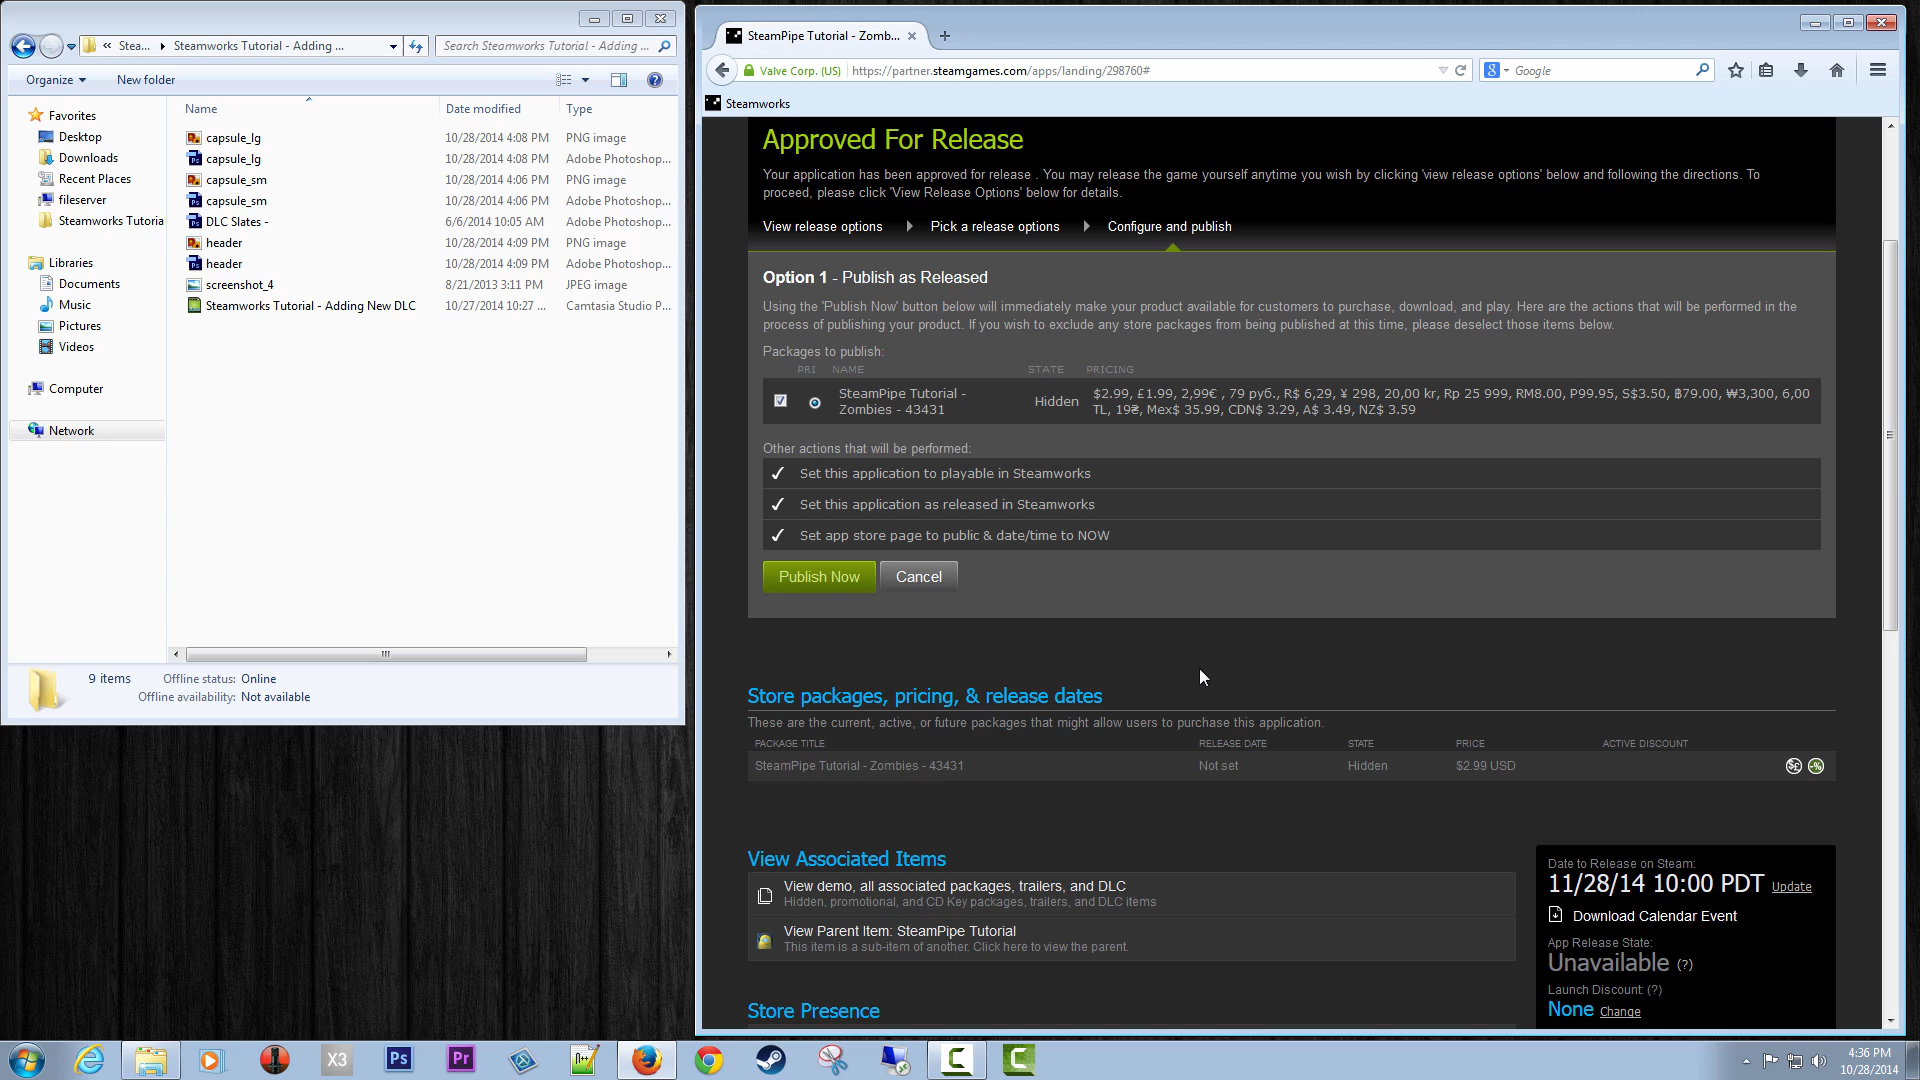 Stea...
Steamworks Tutorial - Adding ...
Search Steamworks Tutorial - Adding ...
Organize
New folder
Favorites
Desktop
Downloads
Recent Places
fileserver
Steamworks Tutoria
Libraries
Documents
Music
Pictures
Videos
Computer
Network
Name Date modified Type
capsule_lg 10/28/2014 4:08 PM PNG image
capsule_lg 10/28/2014 4:08 PM Adobe Photoshop...
capsule_sm 10/28/2014 4:06 PM PNG image
capsule_sm 10/28/2014 4:06 PM Adobe Photoshop...
DLC Slates - 6/6/2014 10:05 AM Adobe Photoshop...
header 10/28/2014 4:09 PM PNG image
header 10/28/2014 4:09 PM Adobe Photoshop...
screenshot_4 8/21/2013 3:11 PM JPEG image
Steamworks Tutorial - Adding New DLC 10/27/2014 10:27 ... Camtasia Studio P...
9 items Offline status: Online
Offline availability: Not available
SteamPipe Tutorial - Zomb...
Valve Corp. (US) https://partner.steamgames.com/apps/landing/298760#
Google
Steamworks
Approved For Release
Your application has been approved for release . You may release the game yourself anytime you wish by clicking 'view release options' below and following the directions. To
proceed, please click 'View Release Options' below for details.
View release options Pick a release options Configure and publish
Option 1 - Publish as Released
Using the 'Publish Now' button below will immediately make your product available for customers to purchase, download, and play. Here are the actions that will be performed in the
process of publishing your product. If you wish to exclude any store packages from being published at this time, please deselect those items below.
Packages to publish:
PRI NAME STATE PRICING
SteamPipe Tutorial -
Zombies - 43431
Hidden
$2.99, £1.99, 2,99€ , 79 pуб., R$ 6,29, ¥ 298, 20,00 kr, Rp 25 999, RM8.00, P99.95, S$3.50, ฿79.00, ₩3,300, 6,00
TL, 19₴, Mex$ 35.99, CDN$ 3.29, A$ 3.49, NZ$ 3.59
Other actions that will be performed:
Set this application to playable in Steamworks
Set this application as released in Steamworks
Set app store page to public & date/time to NOW
Publish Now
Cancel
Store packages, pricing, & release dates
These are the current, active, or future packages that might allow users to purchase this application.
PACKAGE TITLE RELEASE DATE STATE PRICE ACTIVE DISCOUNT
SteamPipe Tutorial - Zombies - 43431 Not set Hidden $2.99 USD
View Associated Items
View demo, all associated packages, trailers, and DLC
Hidden, promotional, and CD Key packages, trailers, and DLC items
View Parent Item: SteamPipe Tutorial
This item is a sub-item of another. Click here to view the parent.
Store Presence
Date to Release on Steam:
11/28/14 10:00 PDT Update
Download Calendar Event
App Release State:
Unavailable (?)
Launch Discount: (?)
None Change
X3
Ps
Pr
4:36 PM
10/28/2014